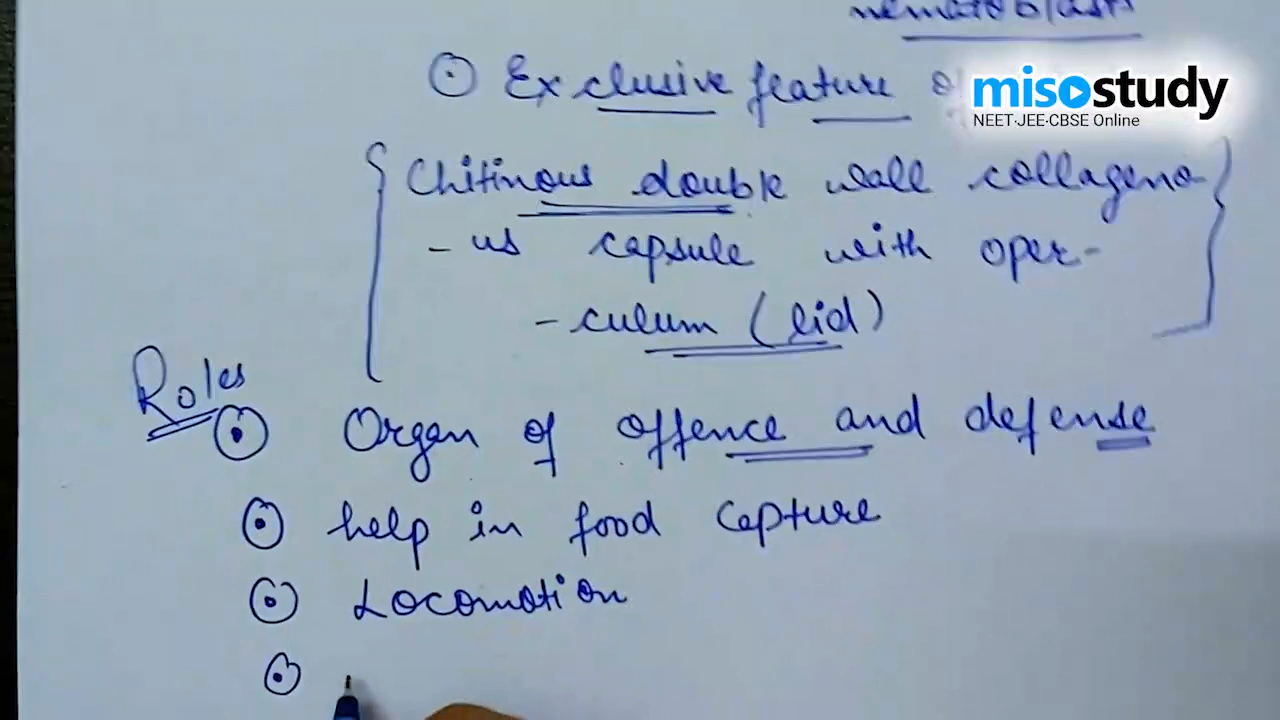 nematoblasts
Exclusive feature
misostudy
NEET·JEE·CBSE Online
Chitinous double wall collageno-
-us capsule with oper-
-culum (lid)
Roles
Organ of offence and defense
help in food capture
Locomotion